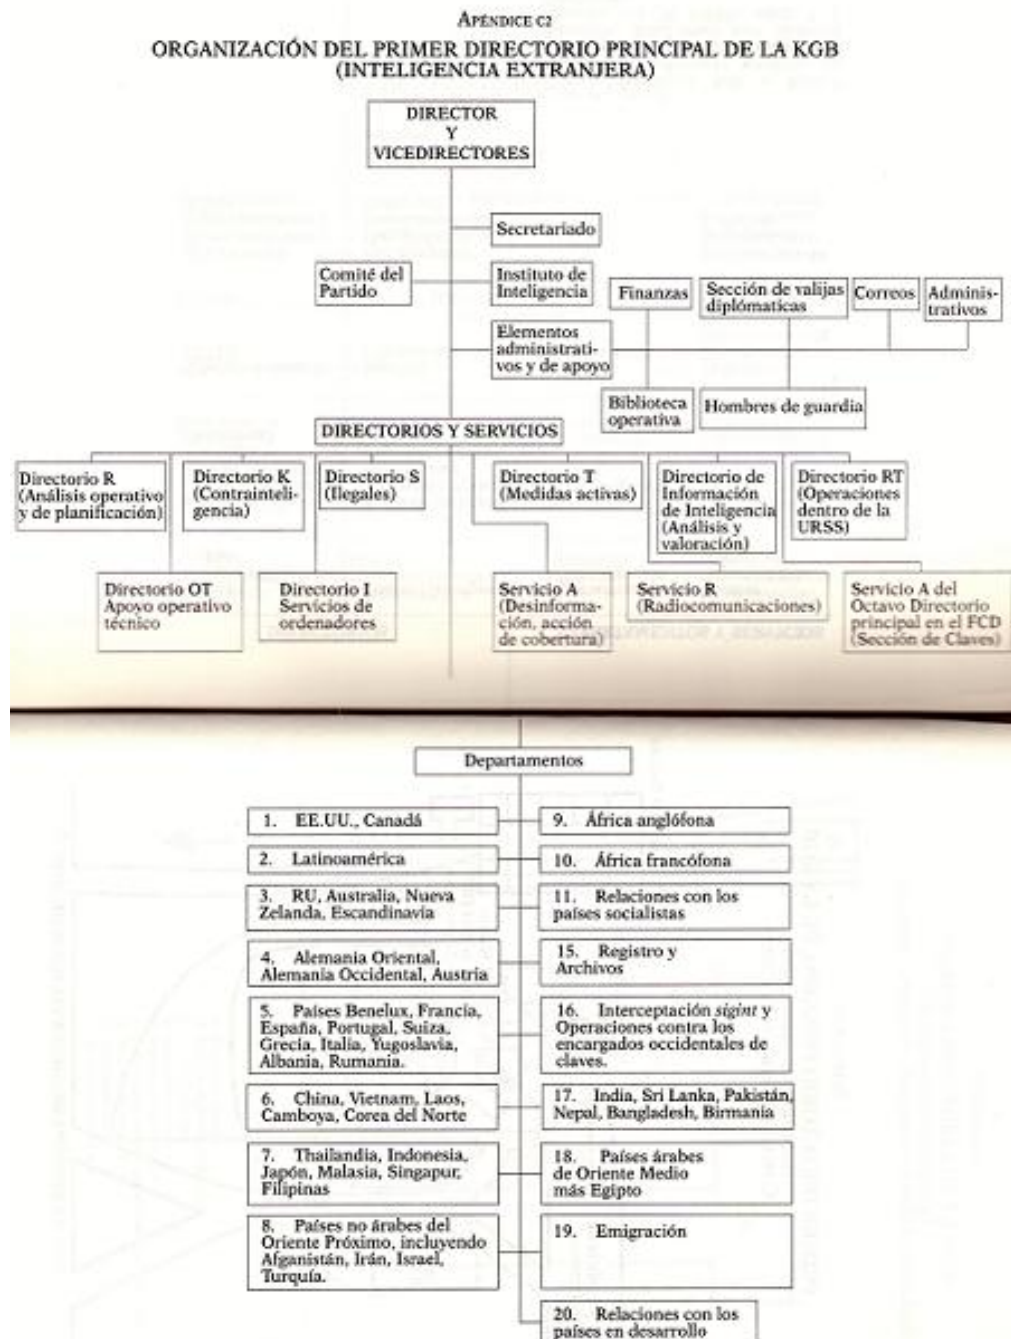 APÉNDICE C2
ORGANIZACIÓN DEL PRIMER DIRECTORIO PRINCIPAL DE LA KGB
(INTELIGENCIA EXTRANJERA)
DIRECTOR
Y
VICEDIRECTORES
Secretariado
Comité del
Partido
Instituto de
Inteligencia
Finanzas
Sección de valijas
diplómaticas
Correos
Adminis-
trativos
Elementos
administrati-
vos y de apoyo
Biblioteca
operativa
Hombres de guardia
DIRECTORIOS Y SERVICIOS
Directorio R
(Análisis operativo
y de planificación)
Directorio K
(Contrainteli-
gencia)
Directorio S
(Ilegales)
Directorio T
(Medidas activas)
Directorio de
Información
de Inteligencia
(Análisis y
valoración)
Directorio RT
(Operaciones
dentro de la
URSS)
Directorio OT
Apoyo operativo
técnico
Directorio I
Servicios de
ordenadores
Servicio A
(Desinforma-
ción, acción
de cobertura)
Servicio R
(Radiocomunicaciones)
Servicio A del
Octavo Directorio
principal en el FCD
(Sección de Claves)
Departamentos
1. EE.UU., Canadá
2. Latinoamérica
3. RU, Australia, Nueva
Zelanda, Escandinavia
4. Alemania Oriental,
Alemania Occidental, Austria
5. Países Benelux, Francia,
España, Portugal, Suiza,
Grecia, Italia, Yugoslavia,
Albania, Rumania.
6. China, Vietnam, Laos,
Camboya, Corea del Norte
7. Thailandia, Indonesia,
Japón, Malasia, Singapur,
Filipinas
8. Países no árabes del
Oriente Próximo, incluyendo
Afganistán, Irán, Israel,
Turquía.
9. África anglófona
10. África francófona
11. Relaciones con los
países socialistas
15. Registro y
Archivos
16. Interceptación sigint y
Operaciones contra los
encargados occidentales de
claves.
17. India, Sri Lanka, Pakistán,
Nepal, Bangladesh, Birmania
18. Países árabes
de Oriente Medio
más Egipto
19. Emigración
20. Relaciones con los
países en desarrollo